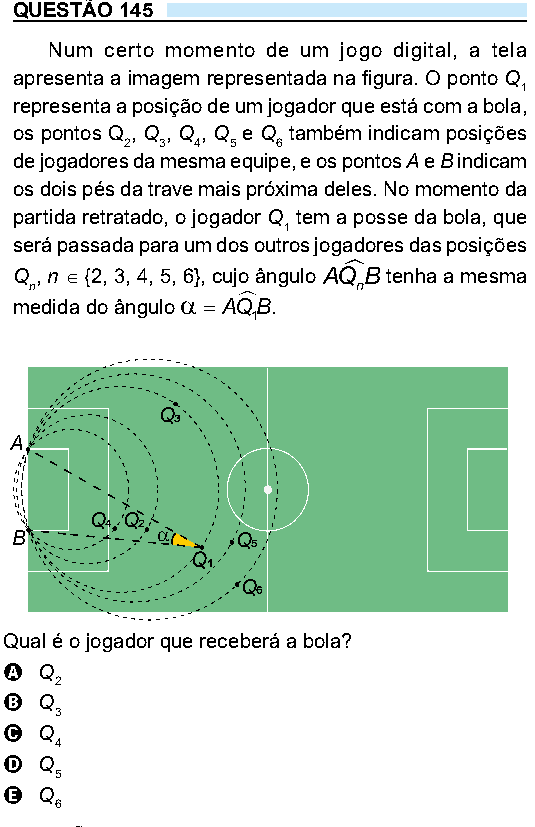 QUESTÃO 145
Num certo momento de um jogo digital, a tela
apresenta a imagem representada na figura. O ponto Q₁
representa a posição de um jogador que está com a bola,
os pontos Q₂, Q₃, Q₄, Q₅ e Q₆ também indicam posições
de jogadores da mesma equipe, e os pontos A e B indicam
os dois pés da trave mais próxima deles. No momento da
partida retratado, o jogador Q₁ tem a posse da bola, que
será passada para um dos outros jogadores das posições
Qₙ, n ∈ {2, 3, 4, 5, 6}, cujo ângulo AQ̂ₙB tenha a mesma
medida do ângulo α = AQ̂₁B.
Q₃
A
Q₄ Q₂
B
α
Q₁
Q₅
Q₆
Qual é o jogador que receberá a bola?
A Q₂
B Q₃
C Q₄
D Q₅
E Q₆